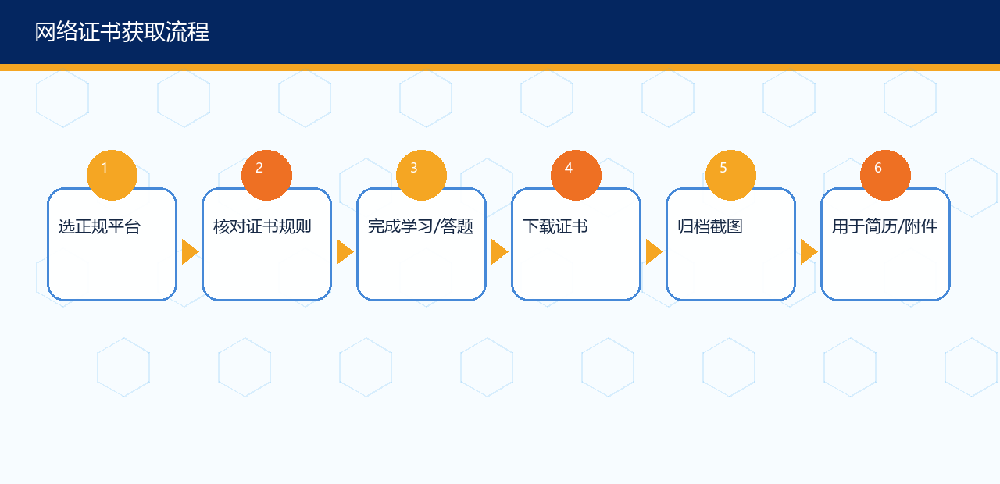 网络证书获取流程
1
选正规平台
2
核对证书规则
3
完成学习/答题
4
下载证书
5
归档截图
6
用于简历/附件